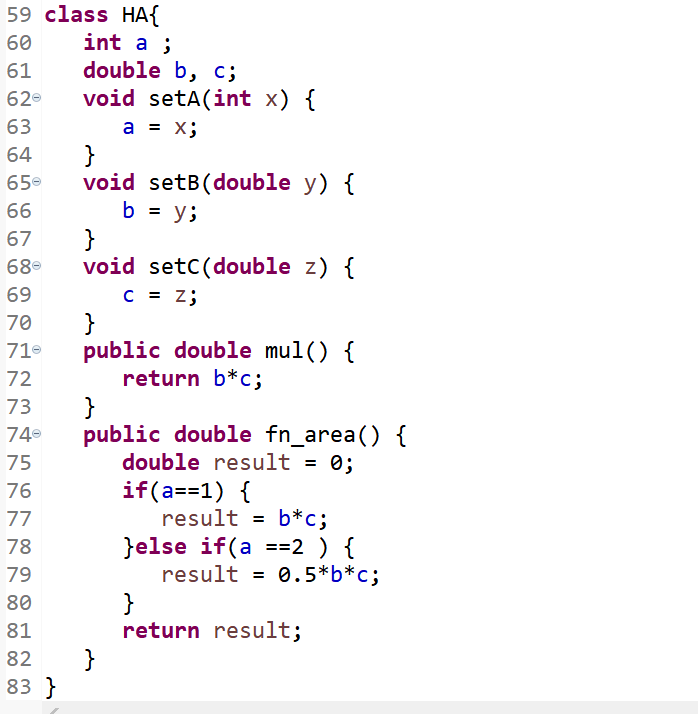 59 class HA{
60    int a ;
61    double b, c;
62    void setA(int x) {
63       a = x;
64    }
65    void setB(double y) {
66       b = y;
67    }
68    void setC(double z) {
69       c = z;
70    }
71    public double mul() {
72       return b*c;
73    }
74    public double fn_area() {
75       double result = 0;
76       if(a==1) {
77          result = b*c;
78       }else if(a ==2 ) {
79          result = 0.5*b*c;
80       }
81       return result;
82    }
83 }